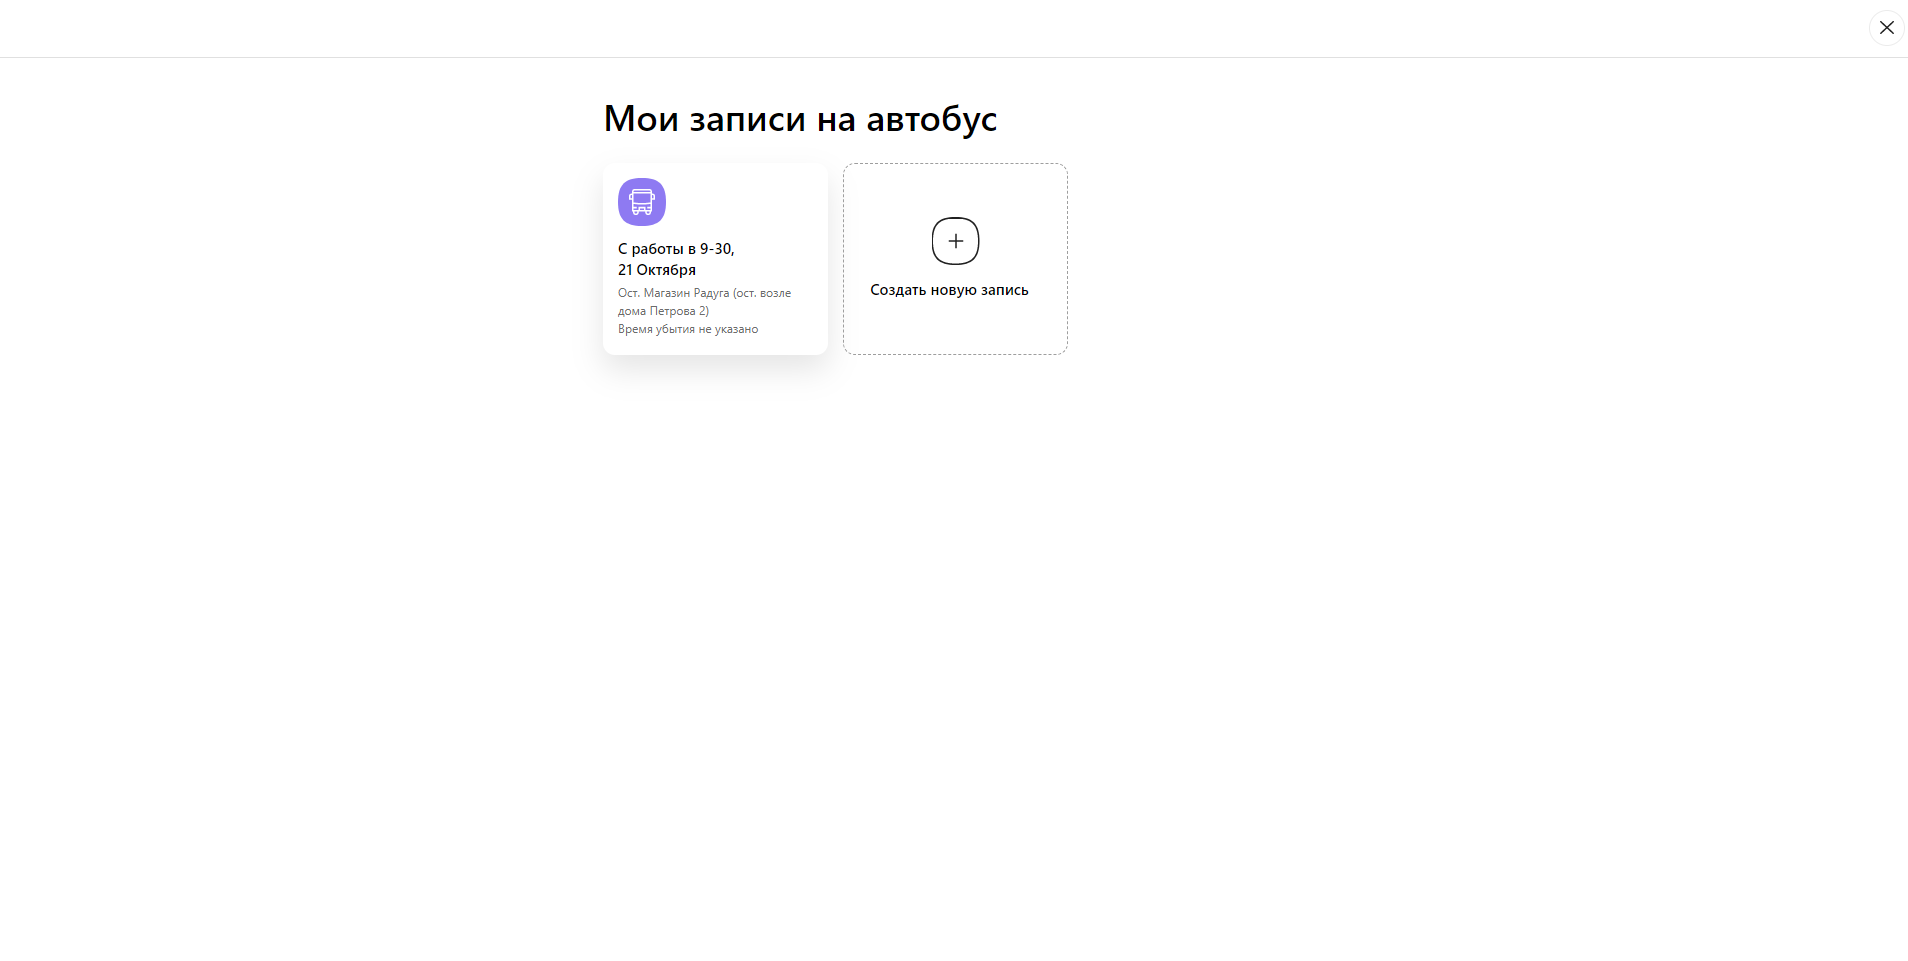 Мои записи на автобус
С работы в 9-30,
21 Октября
Ост. Магазин Радуга (ост. возле
дома Петрова 2)
Время убытия не указано
Создать новую запись